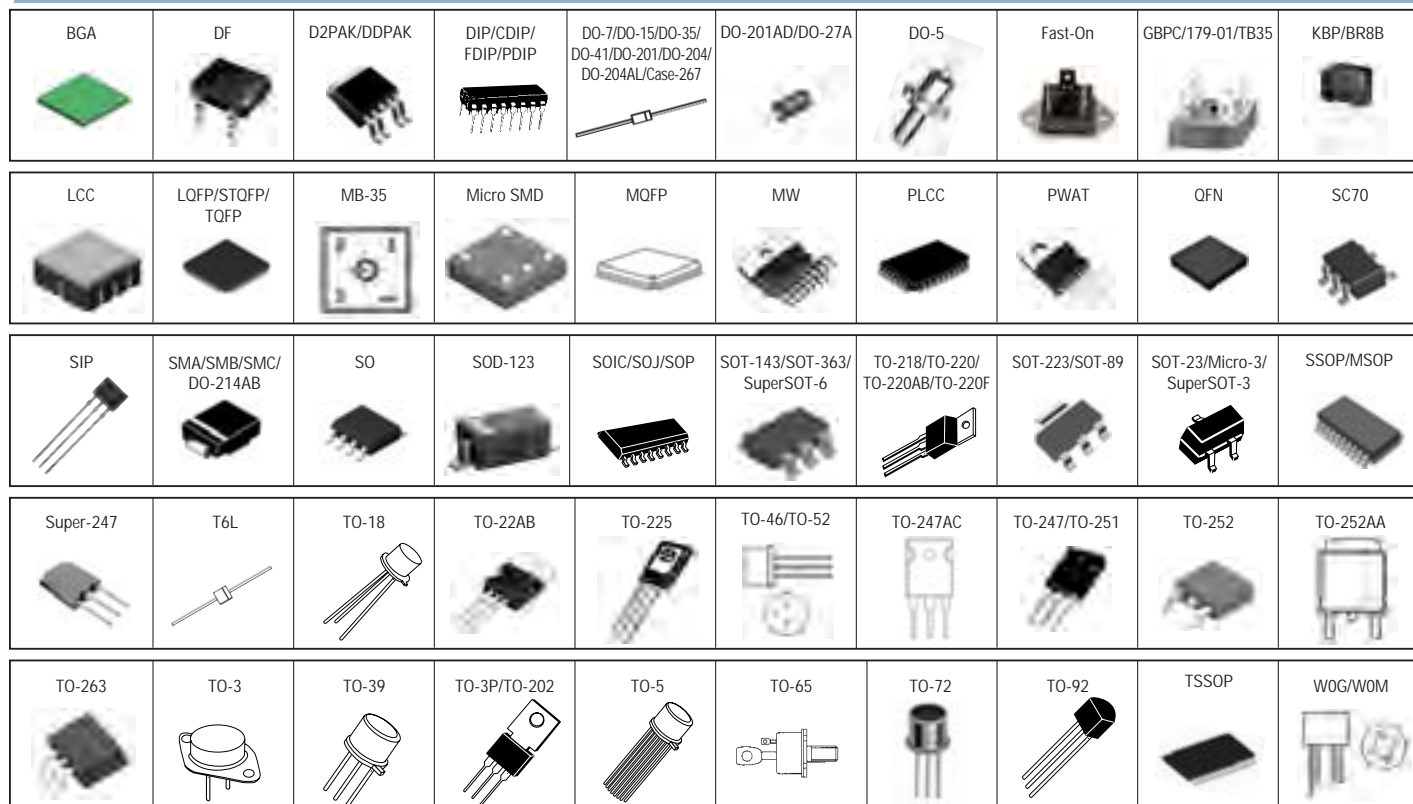 BGA
DF
D2PAK/DDPAK
DIP/CDIP/
FDIP/PDIP
DO-7/DO-15/DO-35/
DO-41/DO-201/DO-204/
DO-204AL/Case-267
DO-201AD/DO-27A
DO-5
Fast-On
GBPC/179-01/TB35
KBP/BR8B
LCC
LQFP/STQFP/
TQFP
MB-35
Micro SMD
MQFP
MW
PLCC
PWAT
QFN
SC70
SIP
SMA/SMB/SMC/
DO-214AB
SO
SOD-123
SOIC/SOJ/SOP
SOT-143/SOT-363/
SuperSOT-6
TO-218/TO-220/
TO-220AB/TO-220F
SOT-223/SOT-89
SOT-23/Micro-3/
SuperSOT-3
SSOP/MSOP
Super-247
T6L
TO-18
TO-22AB
TO-225
TO-46/TO-52
TO-247AC
TO-247/TO-251
TO-252
TO-252AA
TO-263
TO-3
TO-39
TO-3P/TO-202
TO-5
TO-65
TO-72
TO-92
TSSOP
W0G/W0M